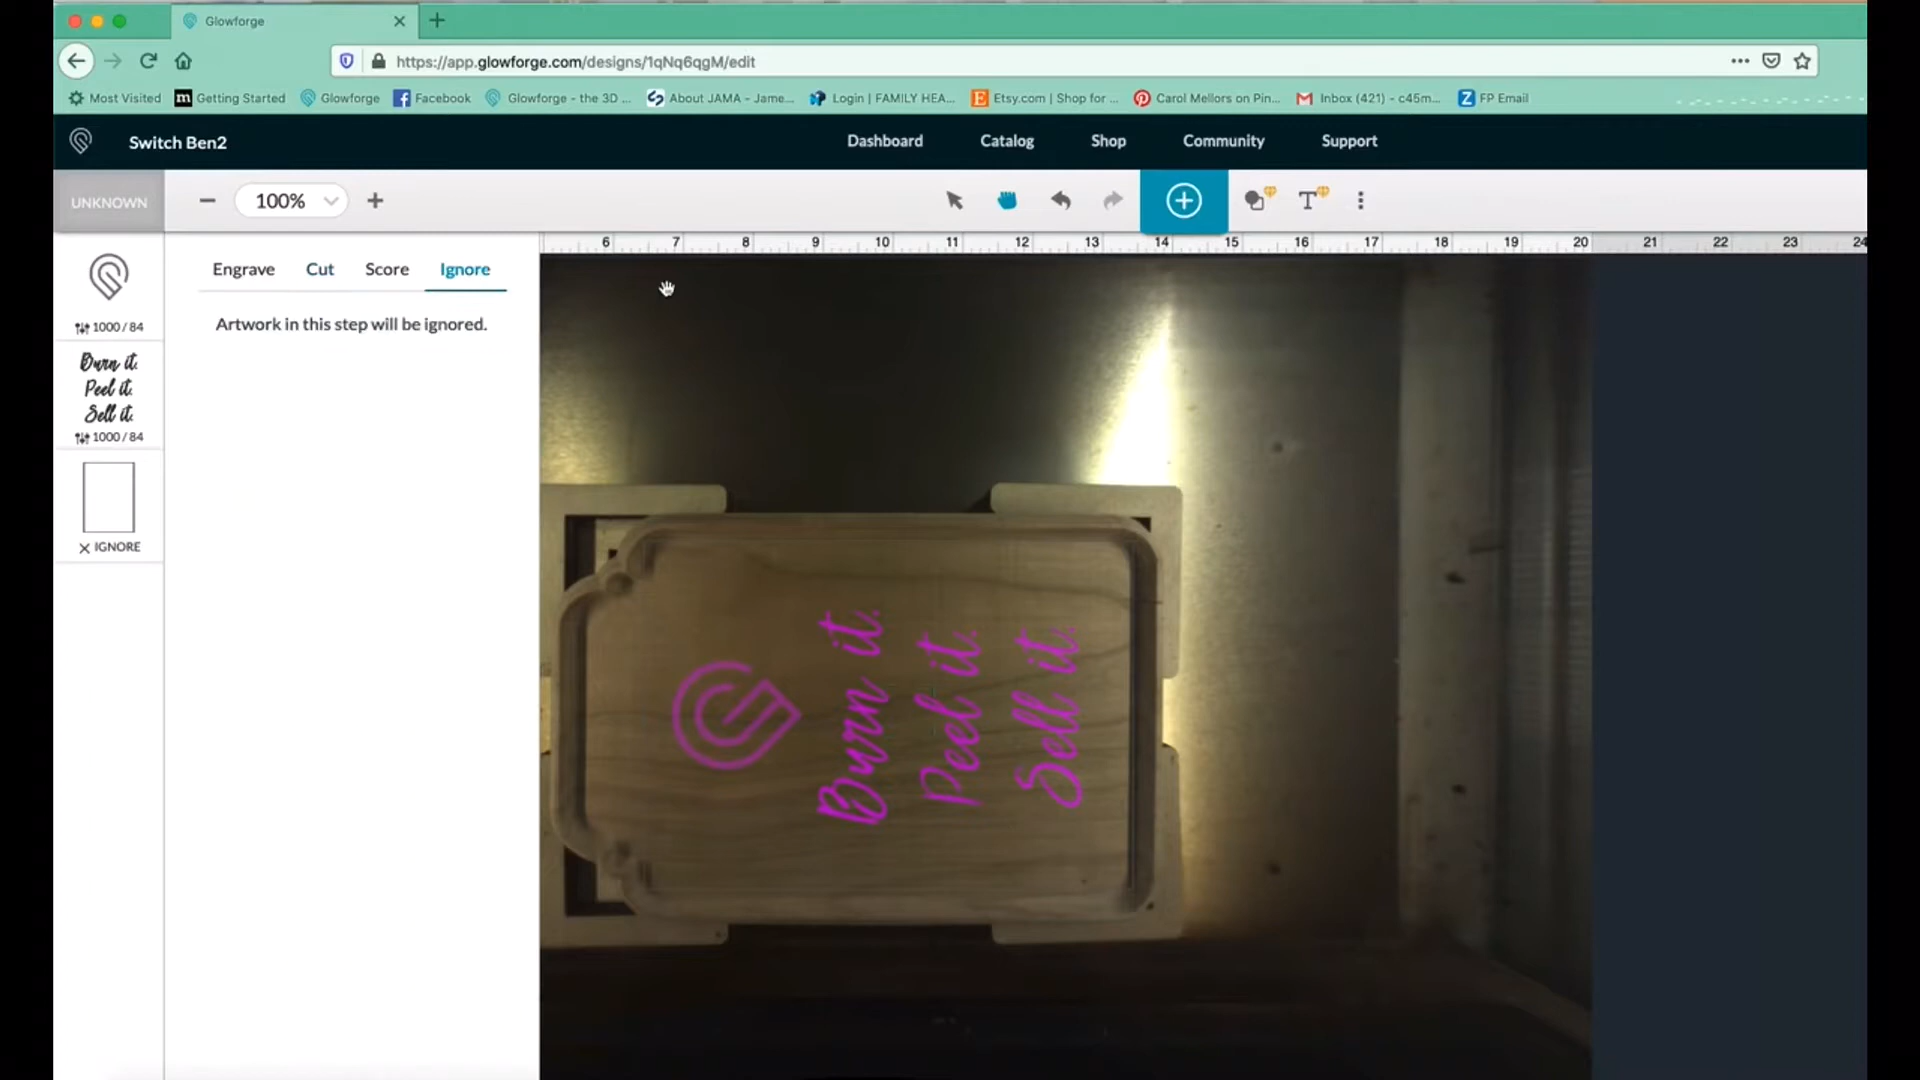 Glowforge
https://app.glowforge.com/designs/1qNq6qgM/edit
Most Visited Getting Started Glowforge Facebook Glowforge - the 3D ... About JAMA - Jame... Login | FAMILY HEA... Etsy.com | Shop for ... Carol Mellors on Pin... Inbox (421) - c45m... FP Email
Switch Ben2 Dashboard Catalog Shop Community Support
UNKNOWN 100%
6 7 8 9 10 11 12 13 14 15 16 17 18 19 20 21 22 23 24
Engrave Cut Score Ignore
Artwork in this step will be ignored.
1000/84
Burn it.
Peel it.
Sell it.
1000/84
IGNORE
Burn it.
Peel it.
Sell it.